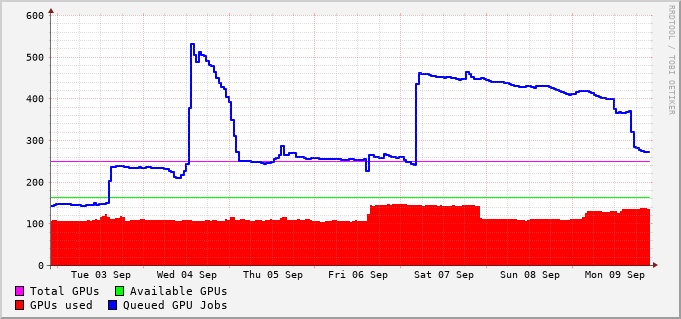 600
500
400
300
200
100
0
Tue 03 Sep Wed 04 Sep Thu 05 Sep Fri 06 Sep Sat 07 Sep Sun 08 Sep Mon 09 Sep
Total GPUs Available GPUs
GPUs used Queued GPU Jobs
RRDTOOL / TOBI OETIKER